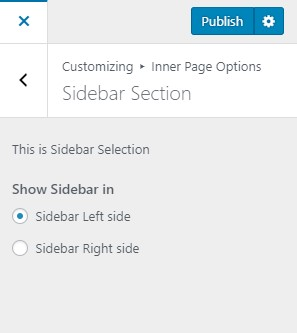 Publish
Customizing ▸ Inner Page Options
Sidebar Section
This is Sidebar Selection
Show Sidebar in
Sidebar Left side
Sidebar Right side